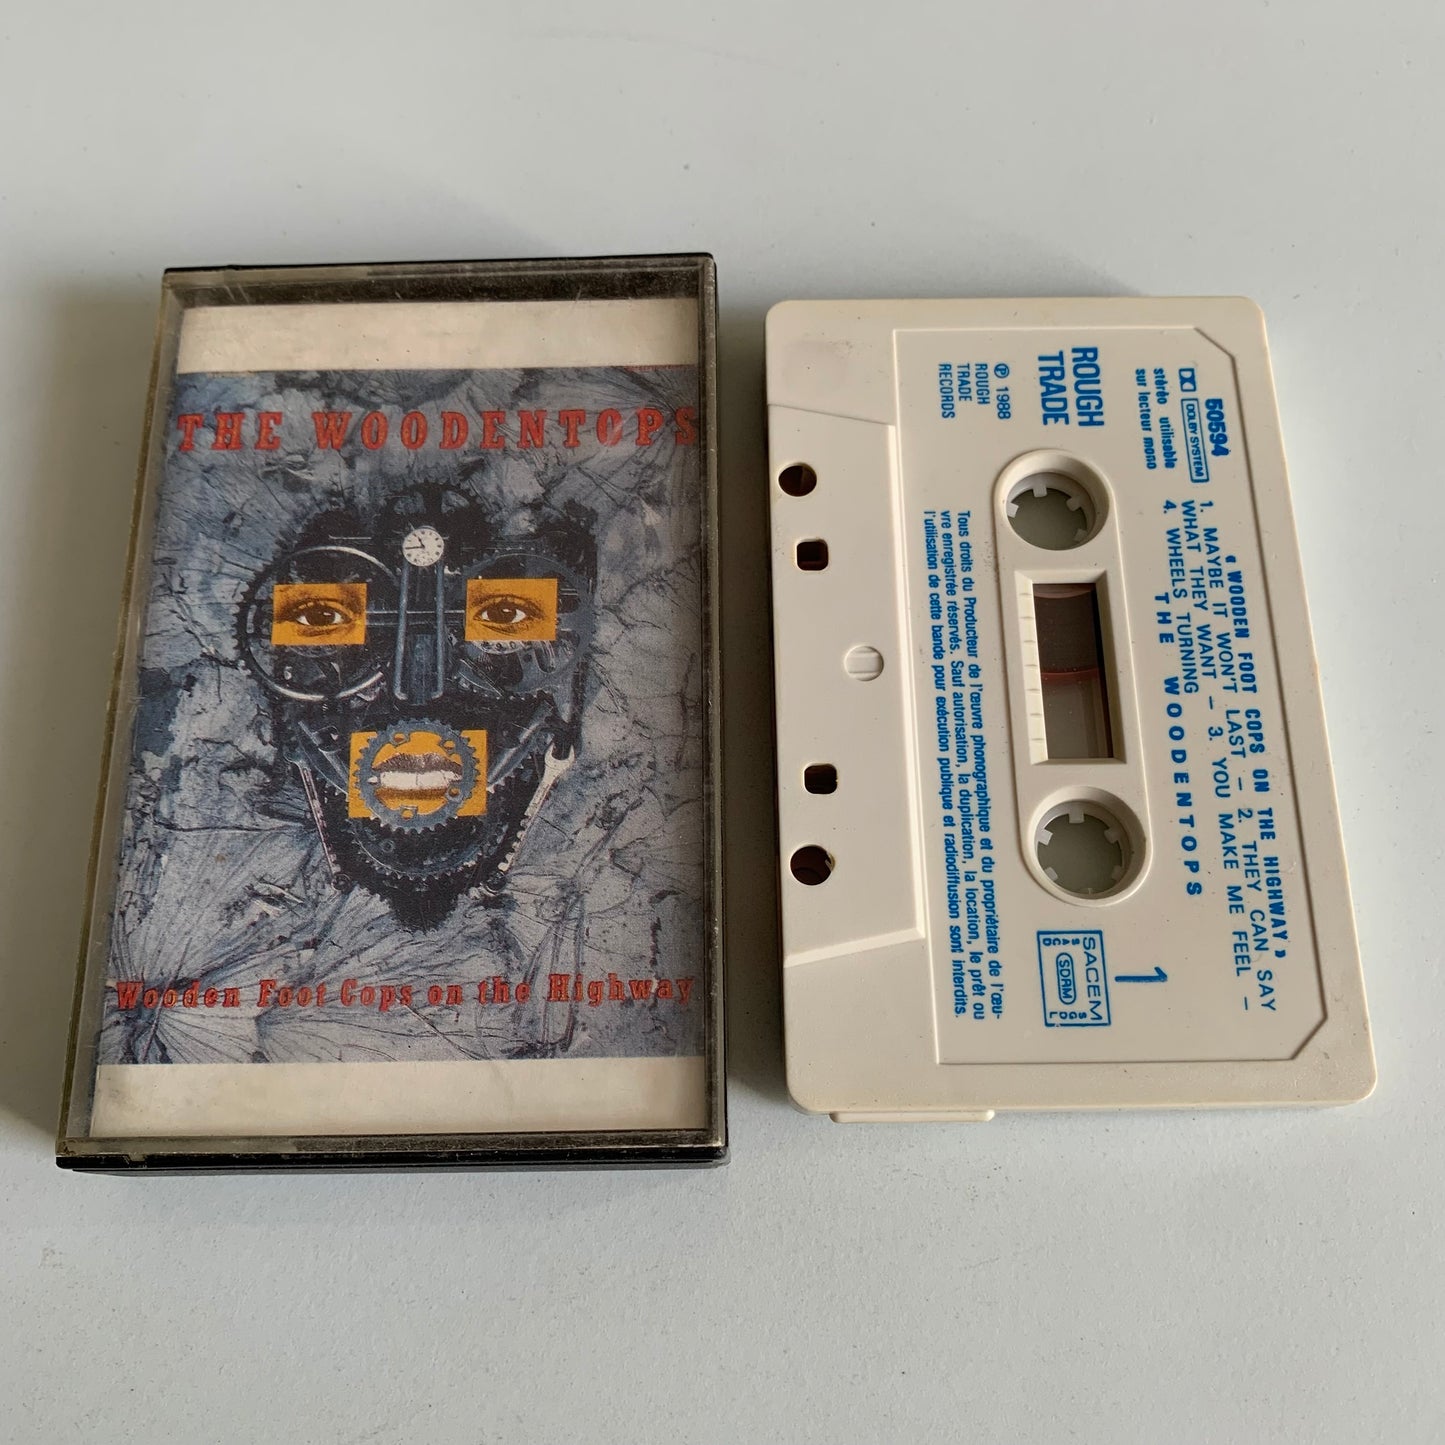 THE WOODENTOPS
Wooden Foot Cops on the Highway
50594
DOLBY SYSTEM
stéréo utilisable
sur lecteur mono
ROUGH
TRADE
℗ 1988
ROUGH
TRADE
RECORDS
« WOODEN FOOT COPS ON THE HIGHWAY »
1. MAYBE IT WON'T LAST – 2. THEY CAN SAY
WHAT THEY WANT – 3. YOU MAKE ME FEEL –
4. WHEELS TURNING
THE WOODENTOPS
1
SACEM
SACD
SDRM
SGDL
Tous droits du Producteur de l'œuvre phonographique et du propriétaire de l'œu-
vre enregistrée réservés. Sauf autorisation, la duplication, la location, le prêt ou
l'utilisation de cette bande pour exécution publique et radiodiffusion sont interdits.